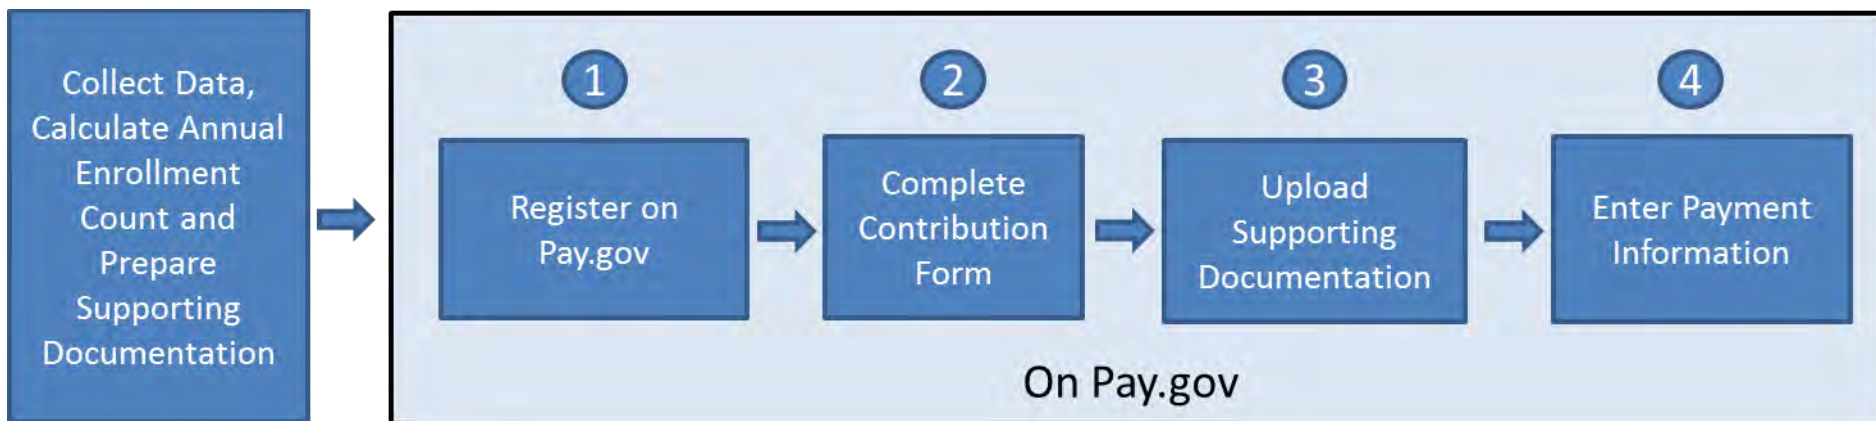 Collect Data,
Calculate Annual
Enrollment
Count and
Prepare
Supporting
Documentation
1
Register on
Pay.gov
2
Complete
Contribution
Form
3
Upload
Supporting
Documentation
4
Enter Payment
Information
On Pay.gov